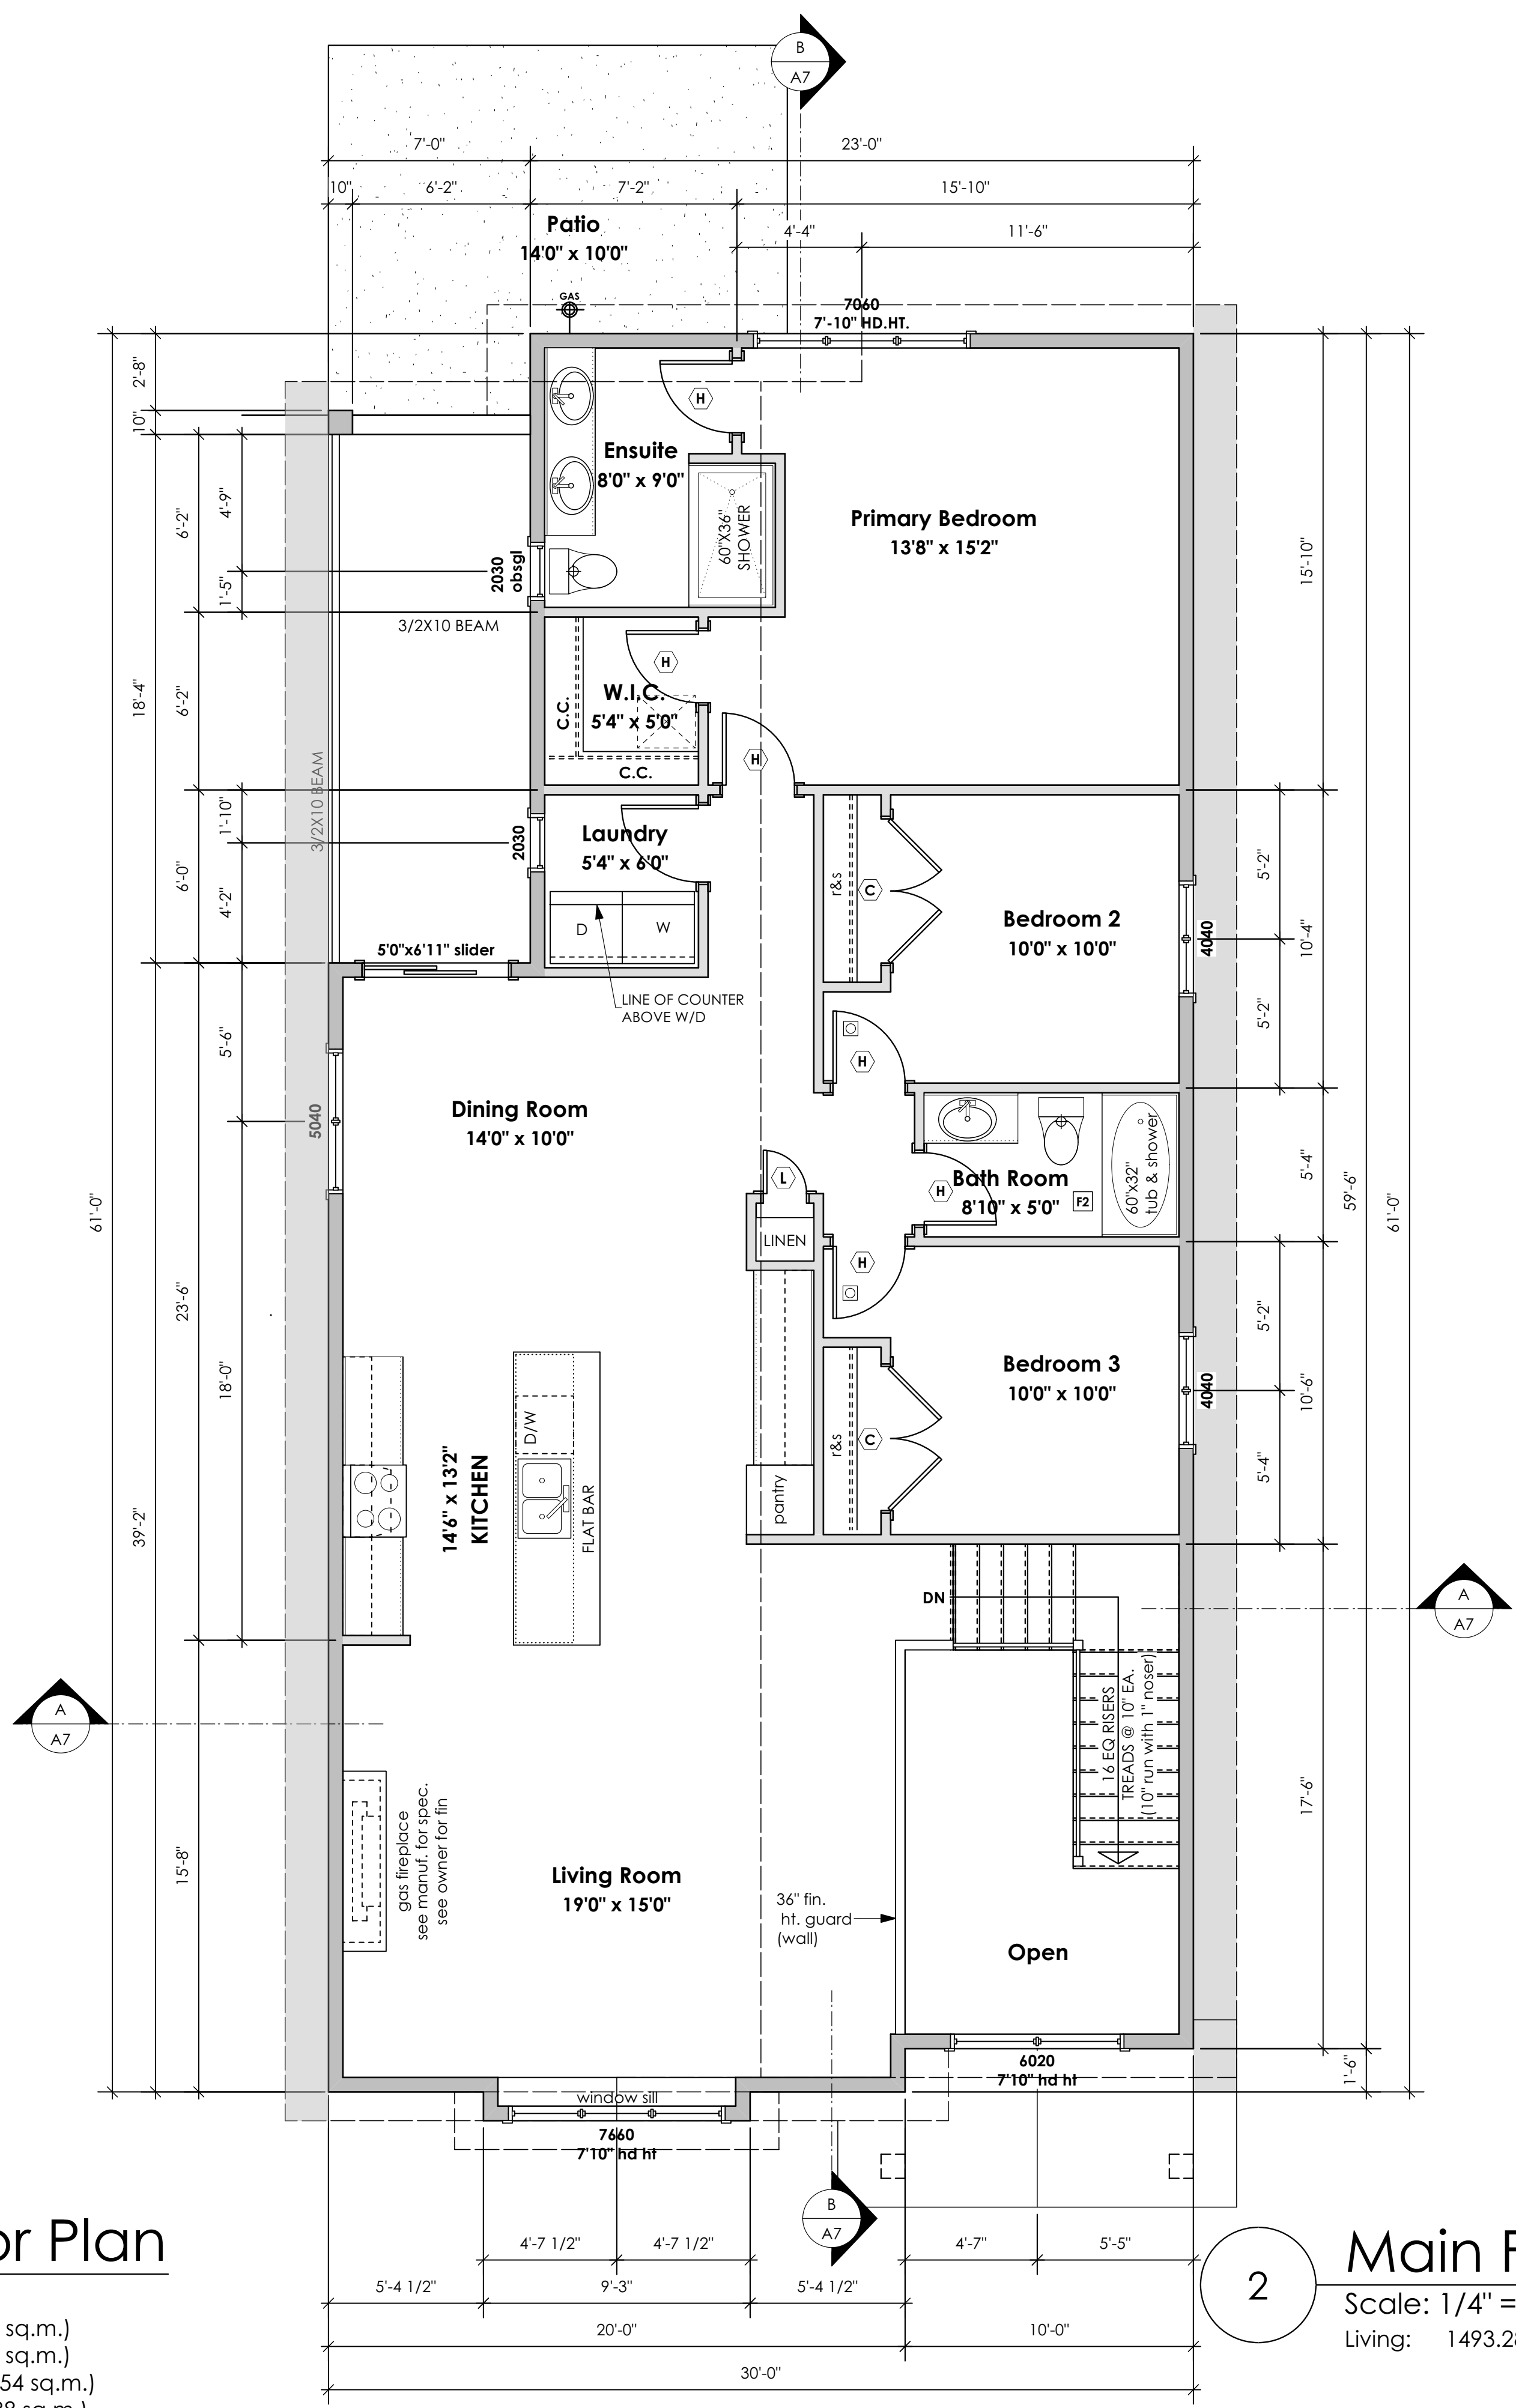 B
A7
7'-0"
23'-0"
10"
6'-2"
7'-2"
15'-10"
4'-4"
11'-6"
Patio
14'0" x 10'0"
GAS
7060
7'-10" HD.HT.
2'-8"
10"
H
Ensuite
8'0" x 9'0"
60"X36"
SHOWER
Primary Bedroom
13'8" x 15'2"
4'-9"
6'-2"
1'-5"
2030
obsgl
15'-10"
3/2X10 BEAM
H
W.I.C.
5'4" x 5'0"
C.C.
C.C.
18'-4"
6'-2"
3/2X10 BEAM
H
1'-10"
6'-0"
4'-2"
2030
Laundry
5'4" x 6'0"
D
W
r&s
C
Bedroom 2
10'0" x 10'0"
4040
5'-2"
10'-4"
5'-2"
5'0"x6'11" slider
LINE OF COUNTER
ABOVE W/D
5'-6"
H
5040
Dining Room
14'0" x 10'0"
L
H
Bath Room
8'10" x 5'0"
F2
60"x32"
tub & shower
5'-4"
59'-6"
61'-0"
61'-0"
LINEN
H
23'-6"
18'-0"
39'-2"
5'-2"
10'-6"
5'-4"
Bedroom 3
10'0" x 10'0"
4040
r&s
C
14'6" x 13'2"
KITCHEN
D/W
FLAT BAR
pantry
DN
A
A7
A
A7
16 EQ RISERS
TREADS @ 10" EA.
(10" run with 1" noser)
17'-6"
15'-8"
gas fireplace
see manuf. for spec.
see owner for fin
Living Room
19'0" x 15'0"
36" fin.
ht. guard
(wall)
Open
6020
7'10" hd ht
1'-6"
window sill
7660
7'10" hd ht
B
A7
4'-7 1/2"
4'-7 1/2"
4'-7"
5'-5"
5'-4 1/2"
9'-3"
5'-4 1/2"
20'-0"
10'-0"
30'-0"
or Plan
sq.m.)
sq.m.)
54 sq.m.)
2
Main F
Scale: 1/4" =
Living: 1493.28